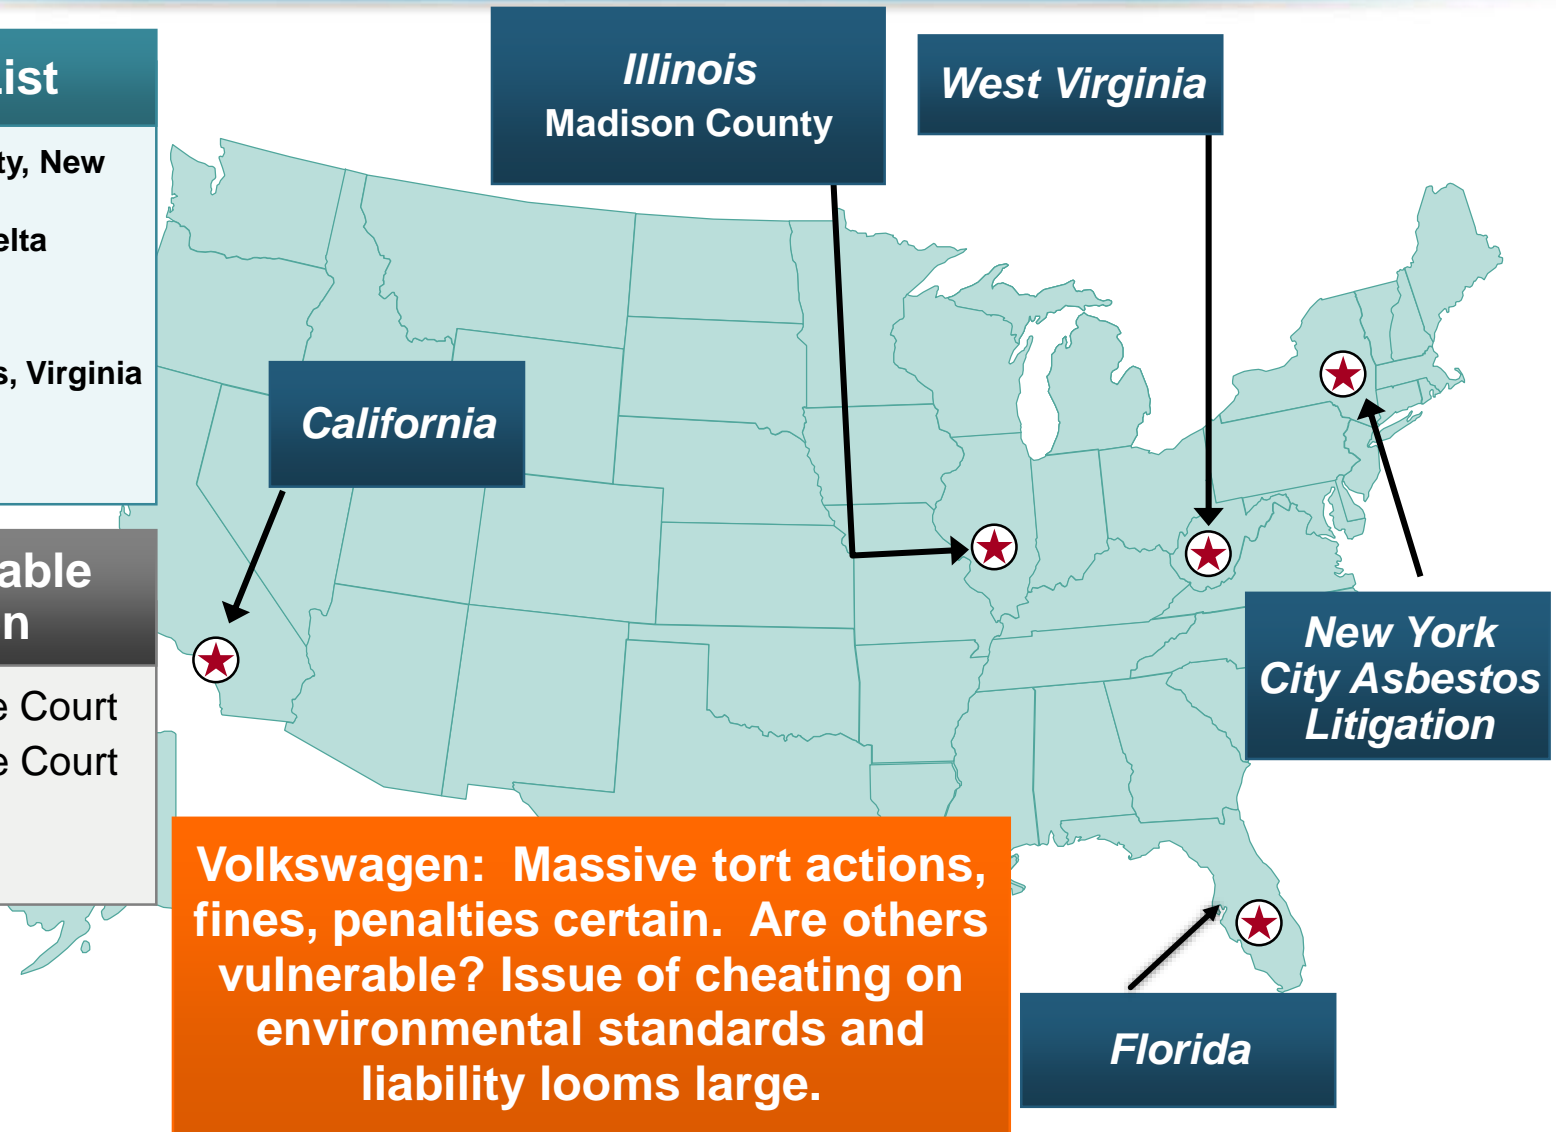 ist
ty, New
elta
s, Virginia
able
n
e Court
e Court
Illinois
Madison County
West Virginia
California
New York
City Asbestos
Litigation
Volkswagen:  Massive tort actions,
fines, penalties certain.  Are others
vulnerable? Issue of cheating on
environmental standards and
liability looms large.
Florida